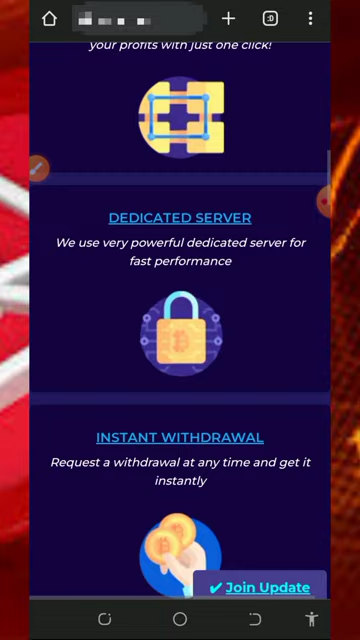 :D
your profits with just one click!
DEDICATED SERVER
We use very powerful dedicated server for
fast performance
INSTANT WITHDRAWAL
Request a withdrawal at any time and get it
instantly
✔ Join Update